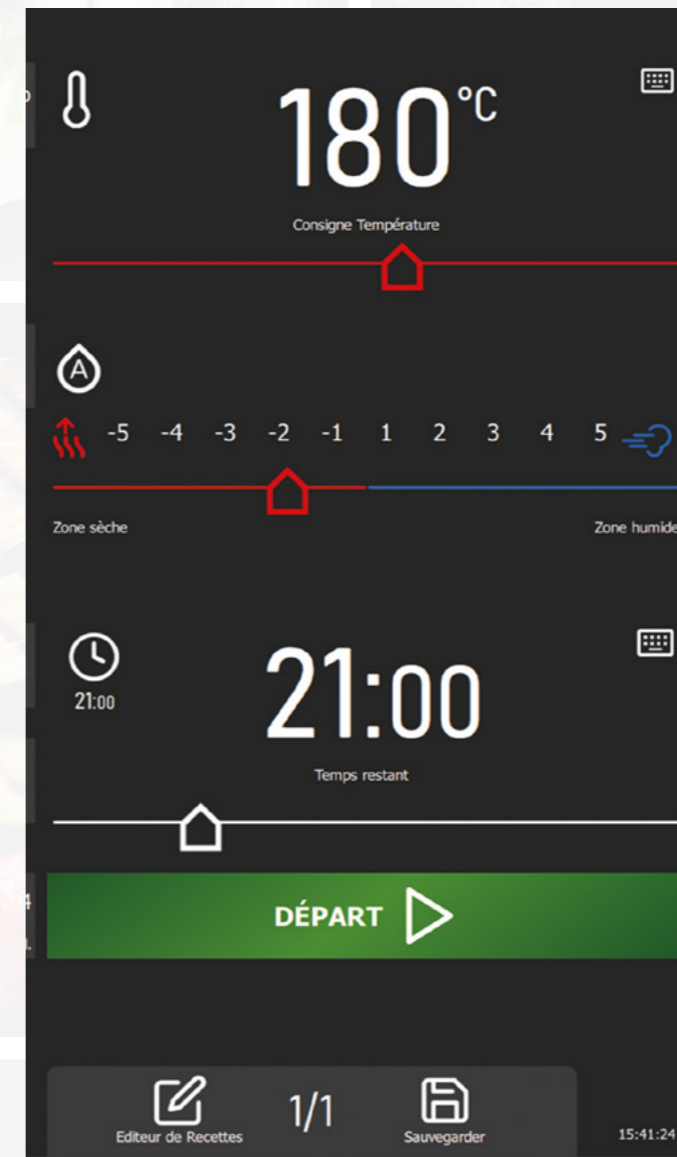 180°C
Consigne Température
A
-5 -4 -3 -2 -1 1 2 3 4 5
Zone sèche Zone humide
21:00
21:00
Temps restant
DÉPART
Editeur de Recettes 1/1 Sauvegarder 15:41:24